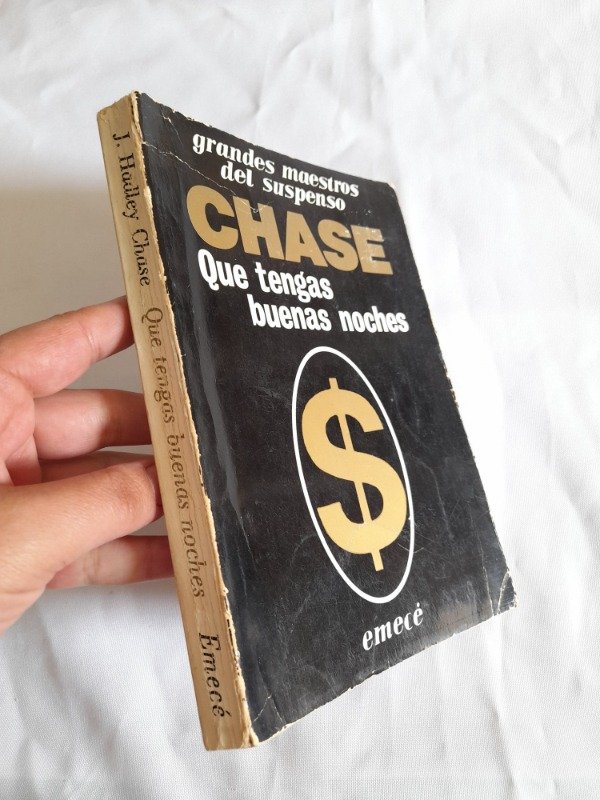 grandes maestros
del suspenso
CHASE
Que tengas
buenas noches
$
emecé
J. Hadley Chase Que tengas buenas noches Emecé